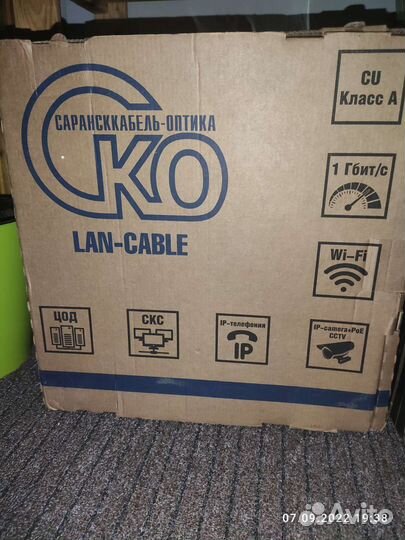 САРАНСККАБЕЛЬ-ОПТИКА
СКО
LAN-CABLE
CU
Класс А
1 Гбит/с
Wi-Fi
ЦОД
СКС
IP-телефония
IP
IP-camera+PoE
CCTV
07.09.2022 19:38
Avito